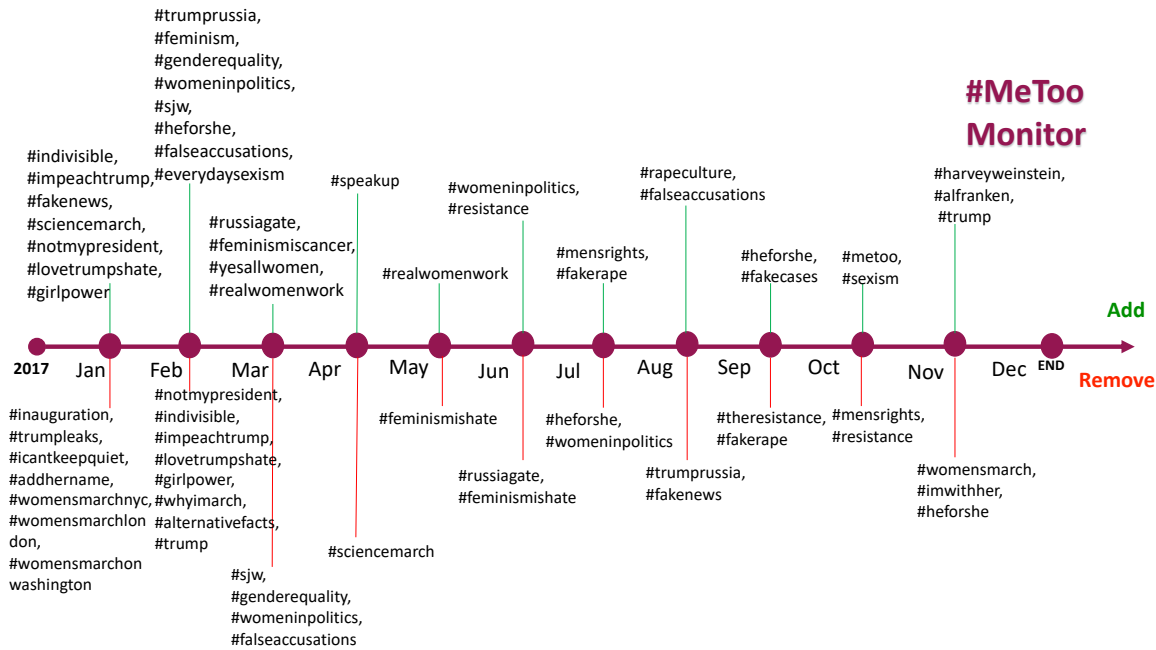 #trumprussia,
#feminism,
#genderequality,
#womeninpolitics,
#sjw,
#heforshe,
#falseaccusations,
#everydaysexism
#MeToo
Monitor
#indivisible,
#impeachtrump,
#fakenews,
#sciencemarch,
#notmypresident,
#lovetrumpshate,
#girlpower
#russiagate,
#feminismiscancer,
#yesallwomen,
#realwomenwork
#speakup
#realwomenwork
#womeninpolitics,
#resistance
#mensrights,
#fakerape
#rapeculture,
#falseaccusations
#heforshe,
#fakecases
#metoo,
#sexism
#harveyweinstein,
#alfranken,
#trump
Add
2017 Jan Feb Mar Apr May Jun Jul Aug Sep Oct Nov Dec END
Remove
#inauguration,
#trumpleaks,
#icantkeepquiet,
#addhername,
#womensmarchnyc,
#womensmarchlon
don,
#womensmarchon
washington
#notmypresident,
#indivisible,
#impeachtrump,
#lovetrumpshate,
#girlpower,
#whyimarch,
#alternativefacts,
#trump
#sjw,
#genderequality,
#womeninpolitics,
#falseaccusations
#sciencemarch
#feminismishate
#russiagate,
#feminismishate
#heforshe,
#womeninpolitics
#trumprussia,
#fakenews
#theresistance,
#fakerape
#mensrights,
#resistance
#womensmarch,
#imwithher,
#heforshe